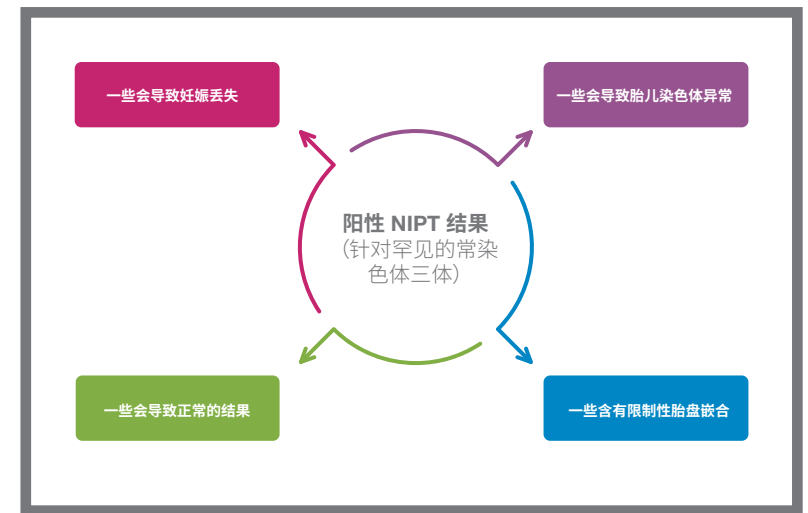 一些会导致妊娠丢失
一些会导致胎儿染色体异常
阳性 NIPT 结果
（针对罕见的常染
色体三体）
一些会导致正常的结果
一些含有限制性胎盘嵌合